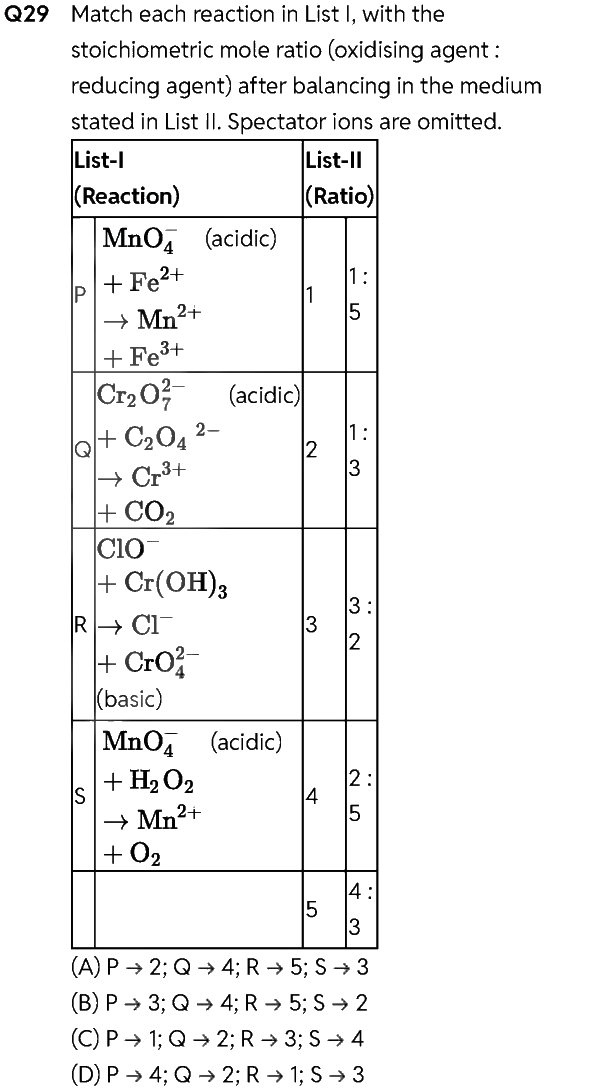 Q29 Match each reaction in List I, with the
stoichiometric mole ratio (oxidising agent :
reducing agent) after balancing in the medium
stated in List II. Spectator ions are omitted.
List-I
(Reaction)
List-II
(Ratio)
P
MnO₄⁻ (acidic)
+ Fe²⁺
→ Mn²⁺
+ Fe³⁺
1
1 :
5
Q
Cr₂O₇²⁻ (acidic)
+ C₂O₄ ²⁻
→ Cr³⁺
+ CO₂
2
1 :
3
R
ClO⁻
+ Cr(OH)₃
→ Cl⁻
+ CrO₄²⁻
(basic)
3
3 :
2
S
MnO₄⁻ (acidic)
+ H₂O₂
→ Mn²⁺
+ O₂
4
2 :
5
5
4 :
3
(A) P → 2; Q → 4; R → 5; S → 3
(B) P → 3; Q → 4; R → 5; S → 2
(C) P → 1; Q → 2; R → 3; S → 4
(D) P → 4; Q → 2; R → 1; S → 3